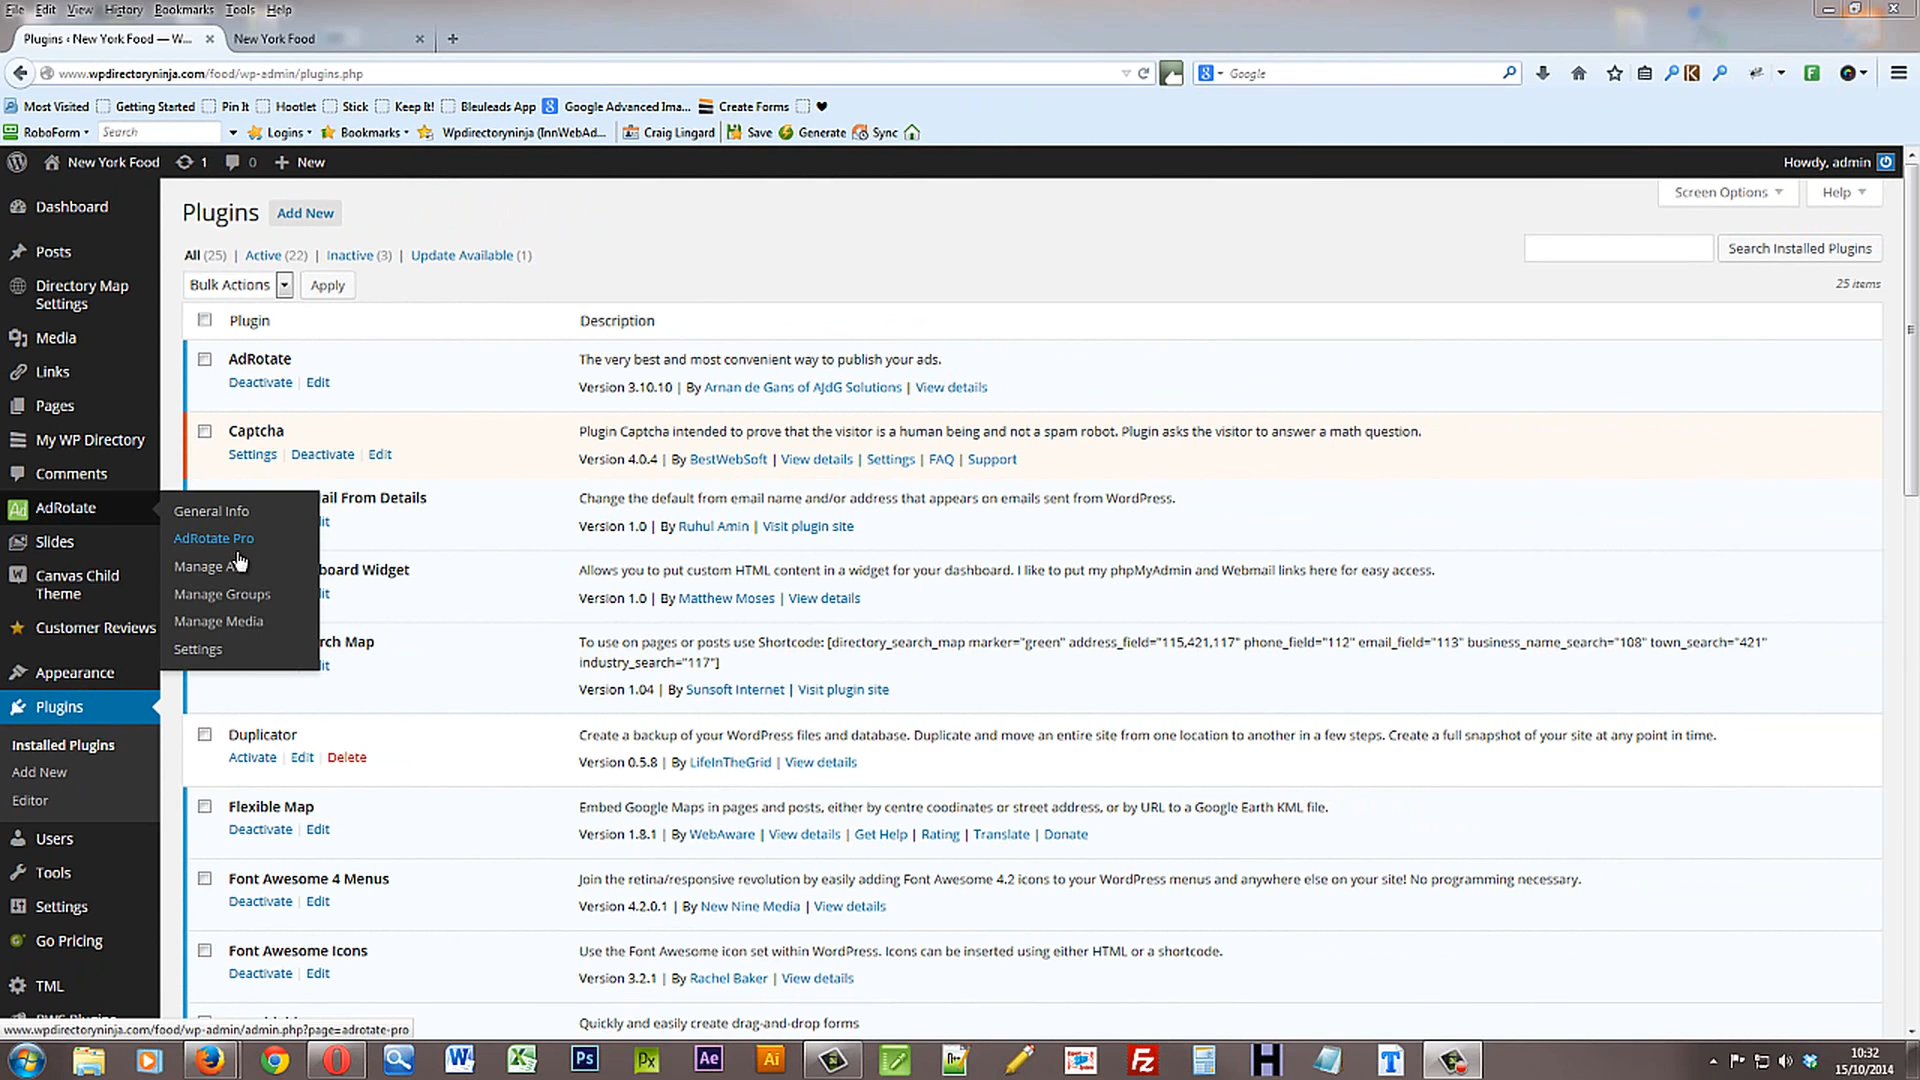 File Edit View History Bookmarks Tools Help
Plugins ‹ New York Food — W... × New York Food ×
www.wpdirectoryninja.com/food/wp-admin/plugins.php Google
Most Visited Getting Started Pin It Hootlet Stick Keep It! Bleuleads App Google Advanced Ima... Create Forms
RoboForm Search Logins Bookmarks Wpdirectoryninja (InnWebAd... Craig Lingard Save Generate Sync
New York Food 1 0 New Howdy, admin
Screen Options Help
Plugins Add New
All (25) | Active (22) | Inactive (3) | Update Available (1)
Search Installed Plugins
Bulk Actions Apply
25 items
Plugin Description
AdRotate The very best and most convenient way to publish your ads.
Deactivate | Edit Version 3.10.10 | By Arnan de Gans of AJdG Solutions | View details
Captcha Plugin Captcha intended to prove that the visitor is a human being and not a spam robot. Plugin asks the visitor to answer a math question.
Settings | Deactivate | Edit Version 4.0.4 | By BestWebSoft | View details | Settings | FAQ | Support
ail From Details Change the default from email name and/or address that appears on emails sent from WordPress.
it Version 1.0 | By Ruhul Amin | Visit plugin site
board Widget Allows you to put custom HTML content in a widget for your dashboard. I like to put my phpMyAdmin and Webmail links here for easy access.
it Version 1.0 | By Matthew Moses | View details
rch Map To use on pages or posts use Shortcode: [directory_search_map marker="green" address_field="115,421,117" phone_field="112" email_field="113" business_name_search="108" town_search="421"
industry_search="117"]
it Version 1.04 | By Sunsoft Internet | Visit plugin site
Duplicator Create a backup of your WordPress files and database. Duplicate and move an entire site from one location to another in a few steps. Create a full snapshot of your site at any point in time.
Activate | Edit | Delete Version 0.5.8 | By LifeInTheGrid | View details
Flexible Map Embed Google Maps in pages and posts, either by centre coodinates or street address, or by URL to a Google Earth KML file.
Deactivate | Edit Version 1.8.1 | By WebAware | View details | Get Help | Rating | Translate | Donate
Font Awesome 4 Menus Join the retina/responsive revolution by easily adding Font Awesome 4.2 icons to your WordPress menus and anywhere else on your site! No programming necessary.
Deactivate | Edit Version 4.2.0.1 | By New Nine Media | View details
Font Awesome Icons Use the Font Awesome icon set within WordPress. Icons can be inserted using either HTML or a shortcode.
Deactivate | Edit Version 3.2.1 | By Rachel Baker | View details
Quickly and easily create drag-and-drop forms
Dashboard
Posts
Directory Map
Settings
Media
Links
Pages
My WP Directory
Comments
Ad AdRotate
General Info
AdRotate Pro
Manage A
Manage Groups
Manage Media
Settings
Slides
Canvas Child
Theme
Customer Reviews
Appearance
Plugins
Installed Plugins
Add New
Editor
Users
Tools
Settings
Go Pricing
TML
www.wpdirectoryninja.com/food/wp-admin/admin.php?page=adrotate-pro
Ps Px Ae Ai Fz H T
10:32
15/10/2014